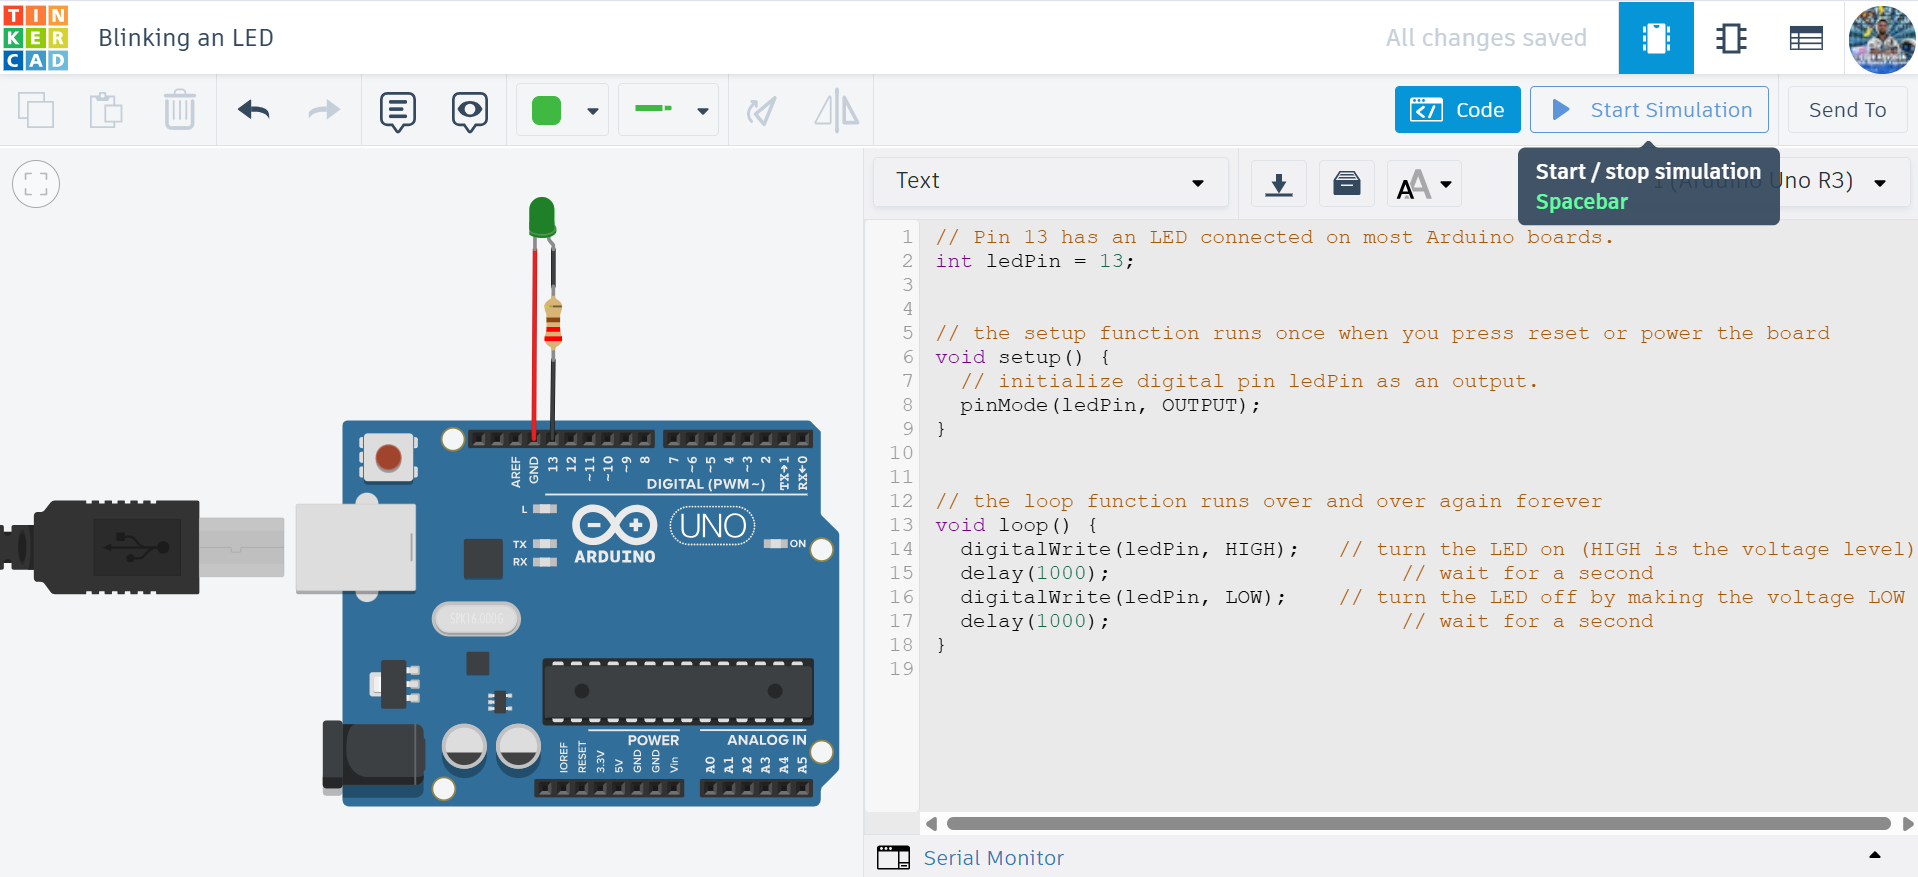 TIN
KER
CAD
Blinking an LED
All changes saved
Code
Start Simulation
Send To
Start / stop simulation
Spacebar
Text
1 (Arduino Uno R3)
1 // Pin 13 has an LED connected on most Arduino boards.
2 int ledPin = 13;
3
4
5 // the setup function runs once when you press reset or power the board
6 void setup() {
7   // initialize digital pin ledPin as an output.
8   pinMode(ledPin, OUTPUT);
9 }
10
11
12 // the loop function runs over and over again forever
13 void loop() {
14   digitalWrite(ledPin, HIGH);   // turn the LED on (HIGH is the voltage level)
15   delay(1000);                       // wait for a second
16   digitalWrite(ledPin, LOW);    // turn the LED off by making the voltage LOW
17   delay(1000);                       // wait for a second
18 }
19
Serial Monitor
AREF
GND
13
12
~11
~10
~9
8
7
~6
~5
4
~3
2
TX→1
RX←0
DIGITAL (PWM~)
L
TX
RX
ARDUINO
UNO
ON
SPK16.000G
POWER
ANALOG IN
IOREF
RESET
3.3V
5V
GND
GND
Vin
A0
A1
A2
A3
A4
A5